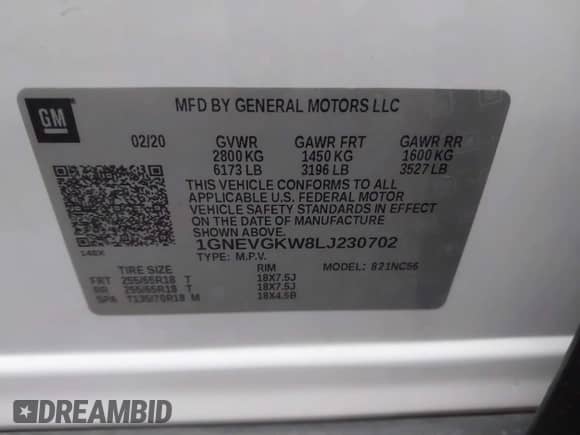 GM
MFD BY GENERAL MOTORS LLC
02/20 GVWR GAWR FRT GAWR RR
2800 KG 1450 KG 1600 KG
6173 LB 3196 LB 3527 LB
THIS VEHICLE CONFORMS TO ALL
APPLICABLE U.S. FEDERAL MOTOR
VEHICLE SAFETY STANDARDS IN EFFECT
ON THE DATE OF MANUFACTURE
SHOWN ABOVE.
148X 1GNEVGKW8LJ230702
TYPE: M.P.V. MODEL: 821NC56
TIRE SIZE RIM
FRT 255/65R18 T 18X7.5J
RR 255/65R18 T 18X7.5J
SPA T135/70R18 M 18X4.5B
DREAMBID